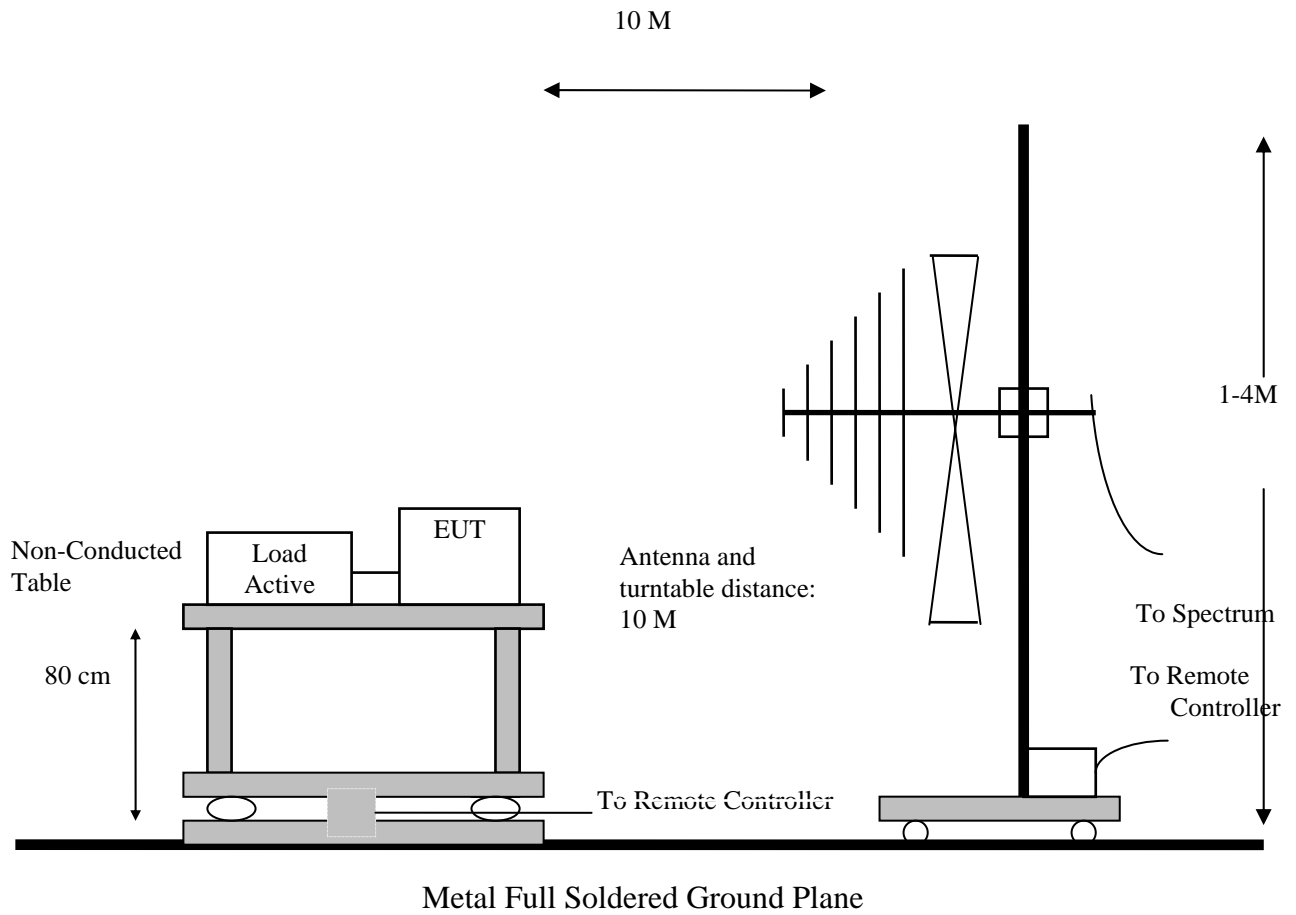 10 M
1-4M
EUT
Load
Active
Non-Conducted
Table
Antenna and
turntable distance:
10 M
To Spectrum
80 cm
To Remote
Controller
To Remote Controller
Metal Full Soldered Ground Plane